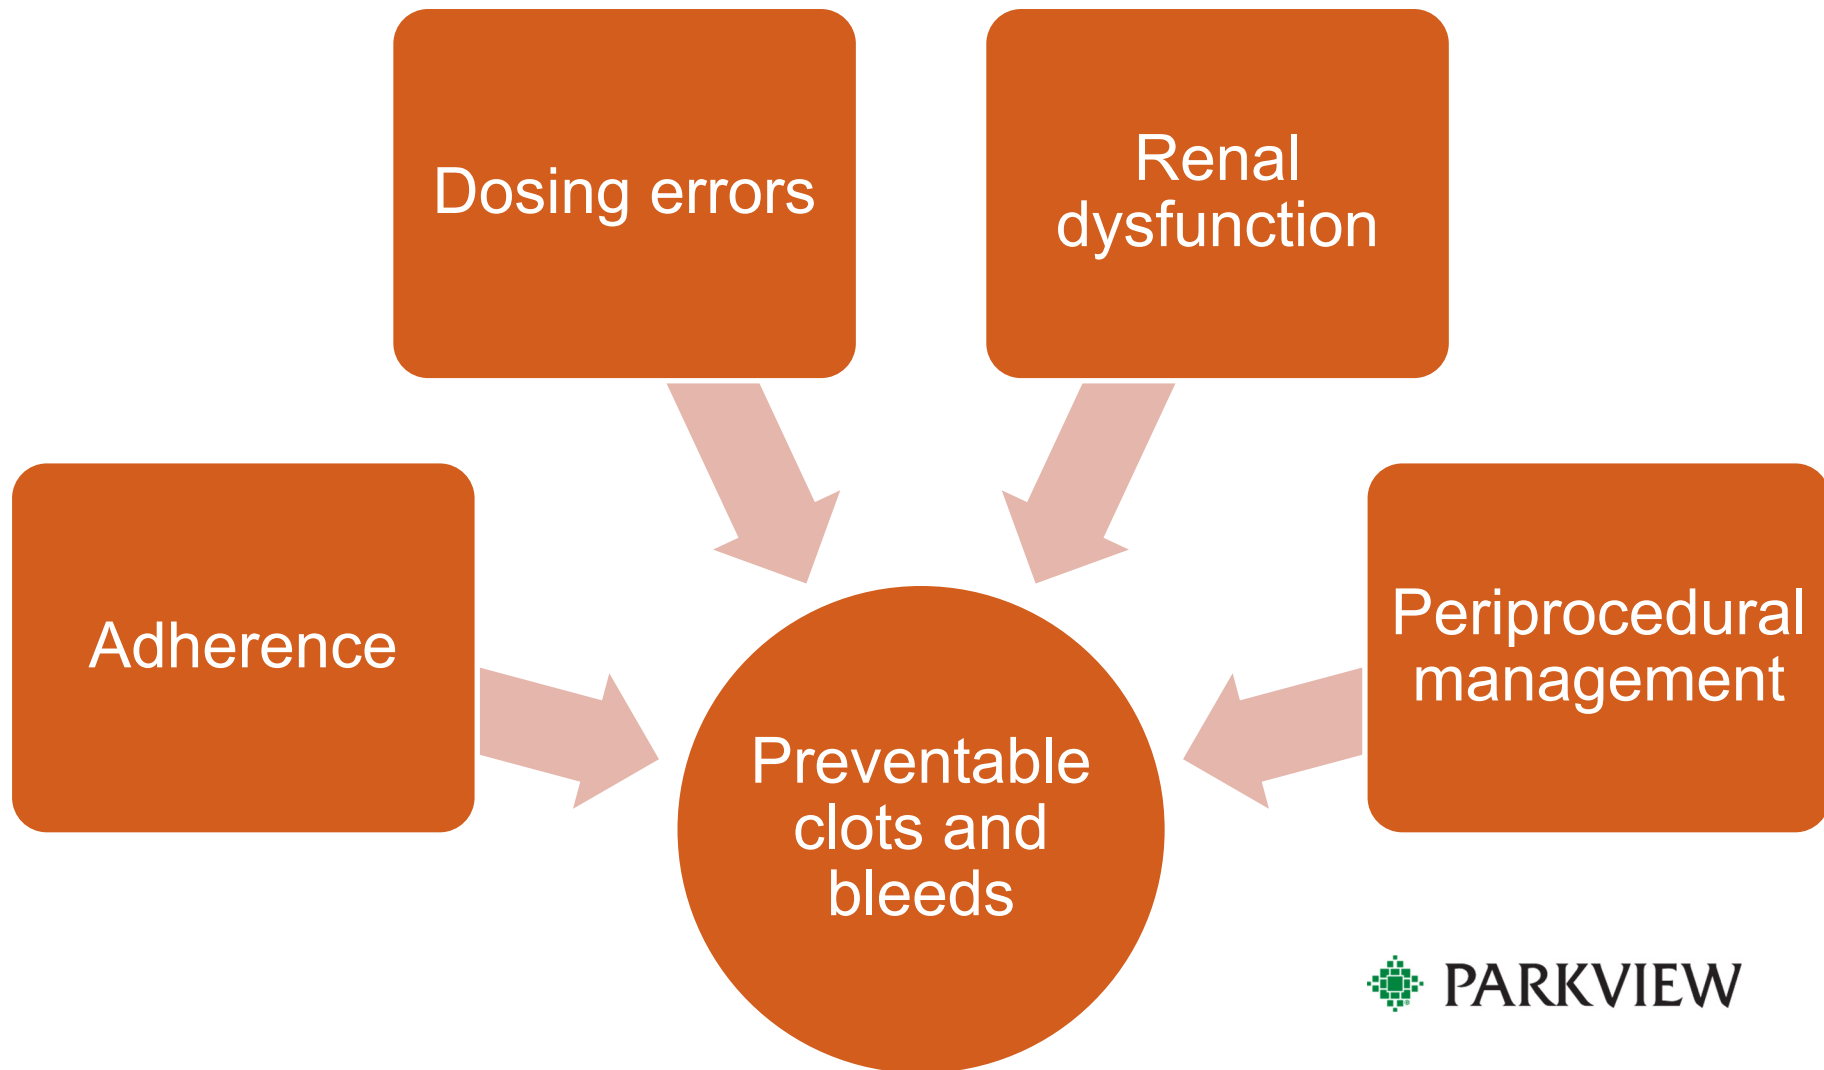 Dosing errors
Renal
dysfunction
Adherence
Periprocedural
management
Preventable
clots and
bleeds
PARKVIEW